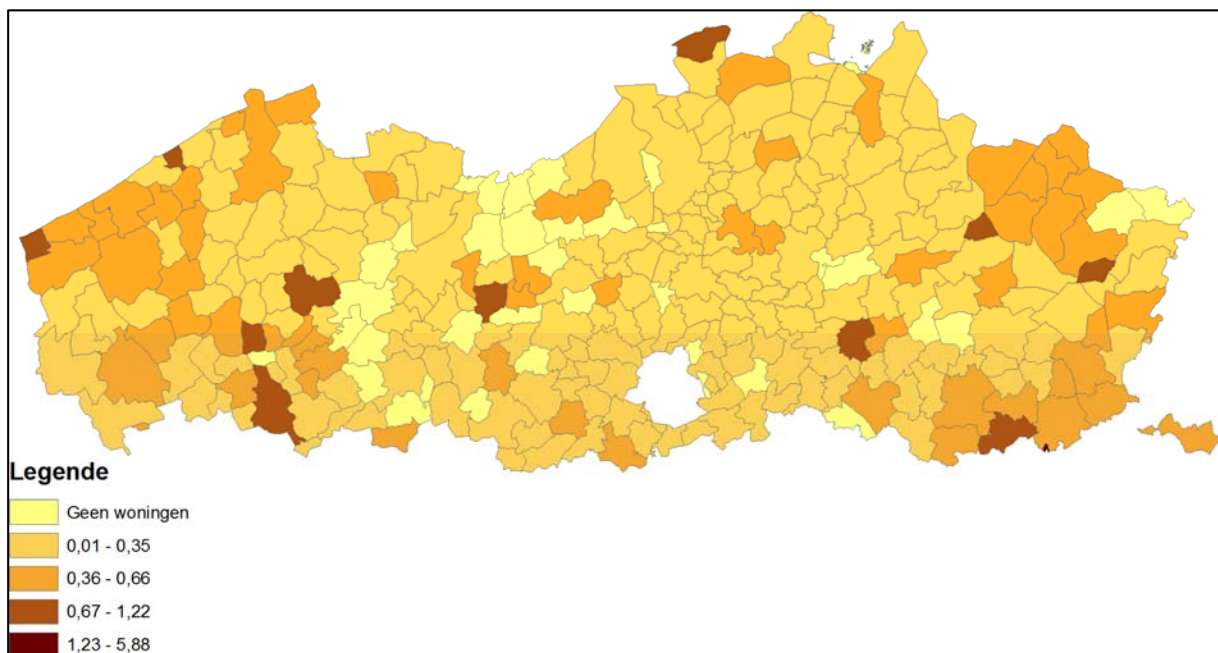 Legende
Geen woningen
0,01 - 0,35
0,36 - 0,66
0,67 - 1,22
1,23 - 5,88